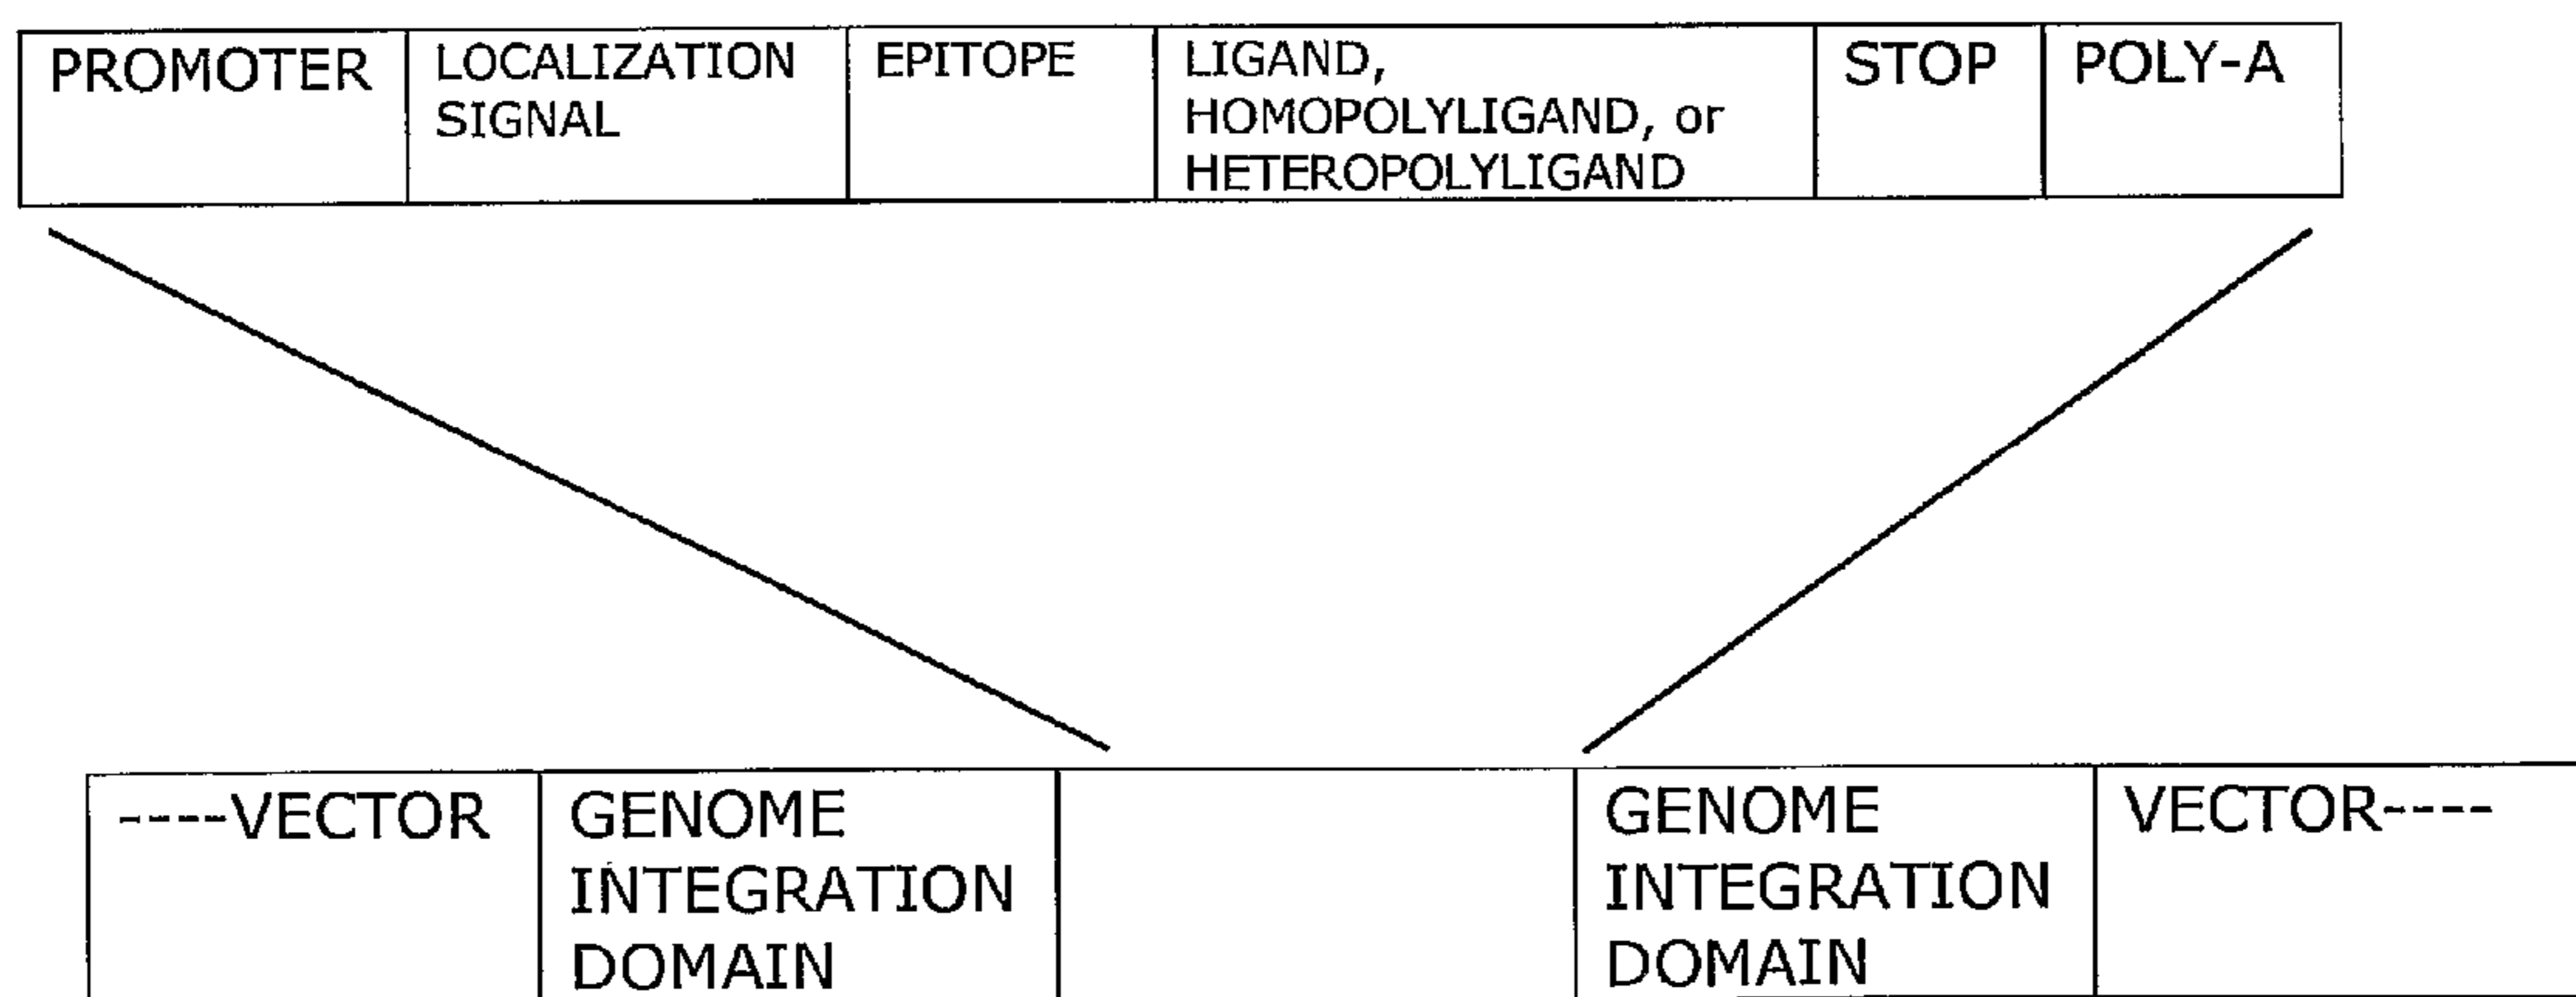 PROMOTER
LOCALIZATION
SIGNAL
EPITOPE
LIGAND,
HOMOPOLYLIGAND, or
HETEROPOLYLIGAND
STOP
POLY-A
----VECTOR
GENOME
INTEGRATION
DOMAIN
GENOME
INTEGRATION
DOMAIN
VECTOR----